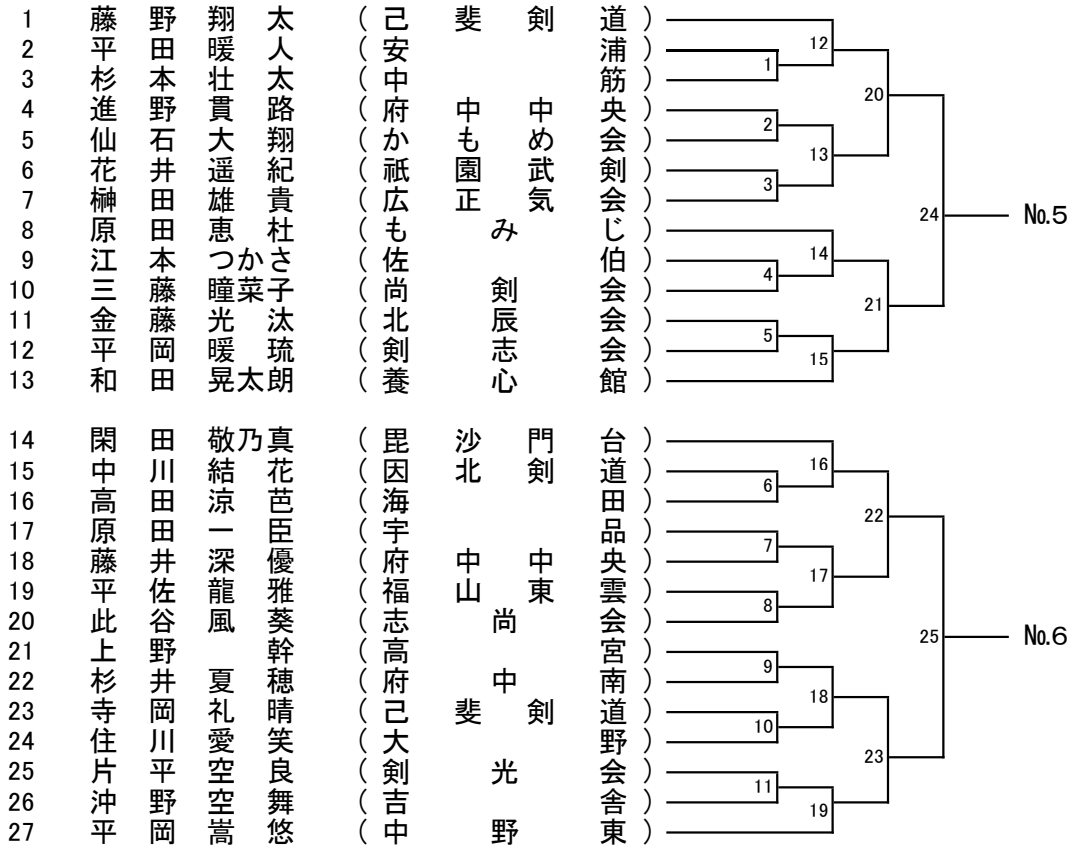 1 藤野翔太 (己斐剣道)
2 平田暖人 (安浦)
3 杉本壮太 (中筋)
4 進野貫路 (府中中央)
5 仙石大翔 (かもめ会)
6 花井遥紀 (祇園武剣)
7 榊田雄貴 (広正気会)
8 原田恵杜 (もみじ)
9 江本つかさ (佐伯)
10 三藤瞳菜子 (尚剣会)
11 金藤光汰 (北辰会)
12 平岡暖琉 (剣志会)
13 和田晃太朗 (養心館)
12
1
20
2
13
3
24 No.5
14
4
21
5
15
14 閑田敬乃真 (毘沙門台)
15 中川結花 (因北剣道)
16 高田涼芭 (海田)
17 原田一臣 (宇品)
18 藤井深優 (府中中央)
19 平佐龍雅 (福山東雲)
20 此谷風葵 (志尚会)
21 上野幹 (高宮)
22 杉井夏穂 (府中南)
23 寺岡礼晴 (己斐剣道)
24 住川愛笑 (大野)
25 片平空良 (剣光会)
26 沖野空舞 (吉舎)
27 平岡嵩悠 (中野東)
16
6
22
7
17
8
25 No.6
9
18
10
23
11
19